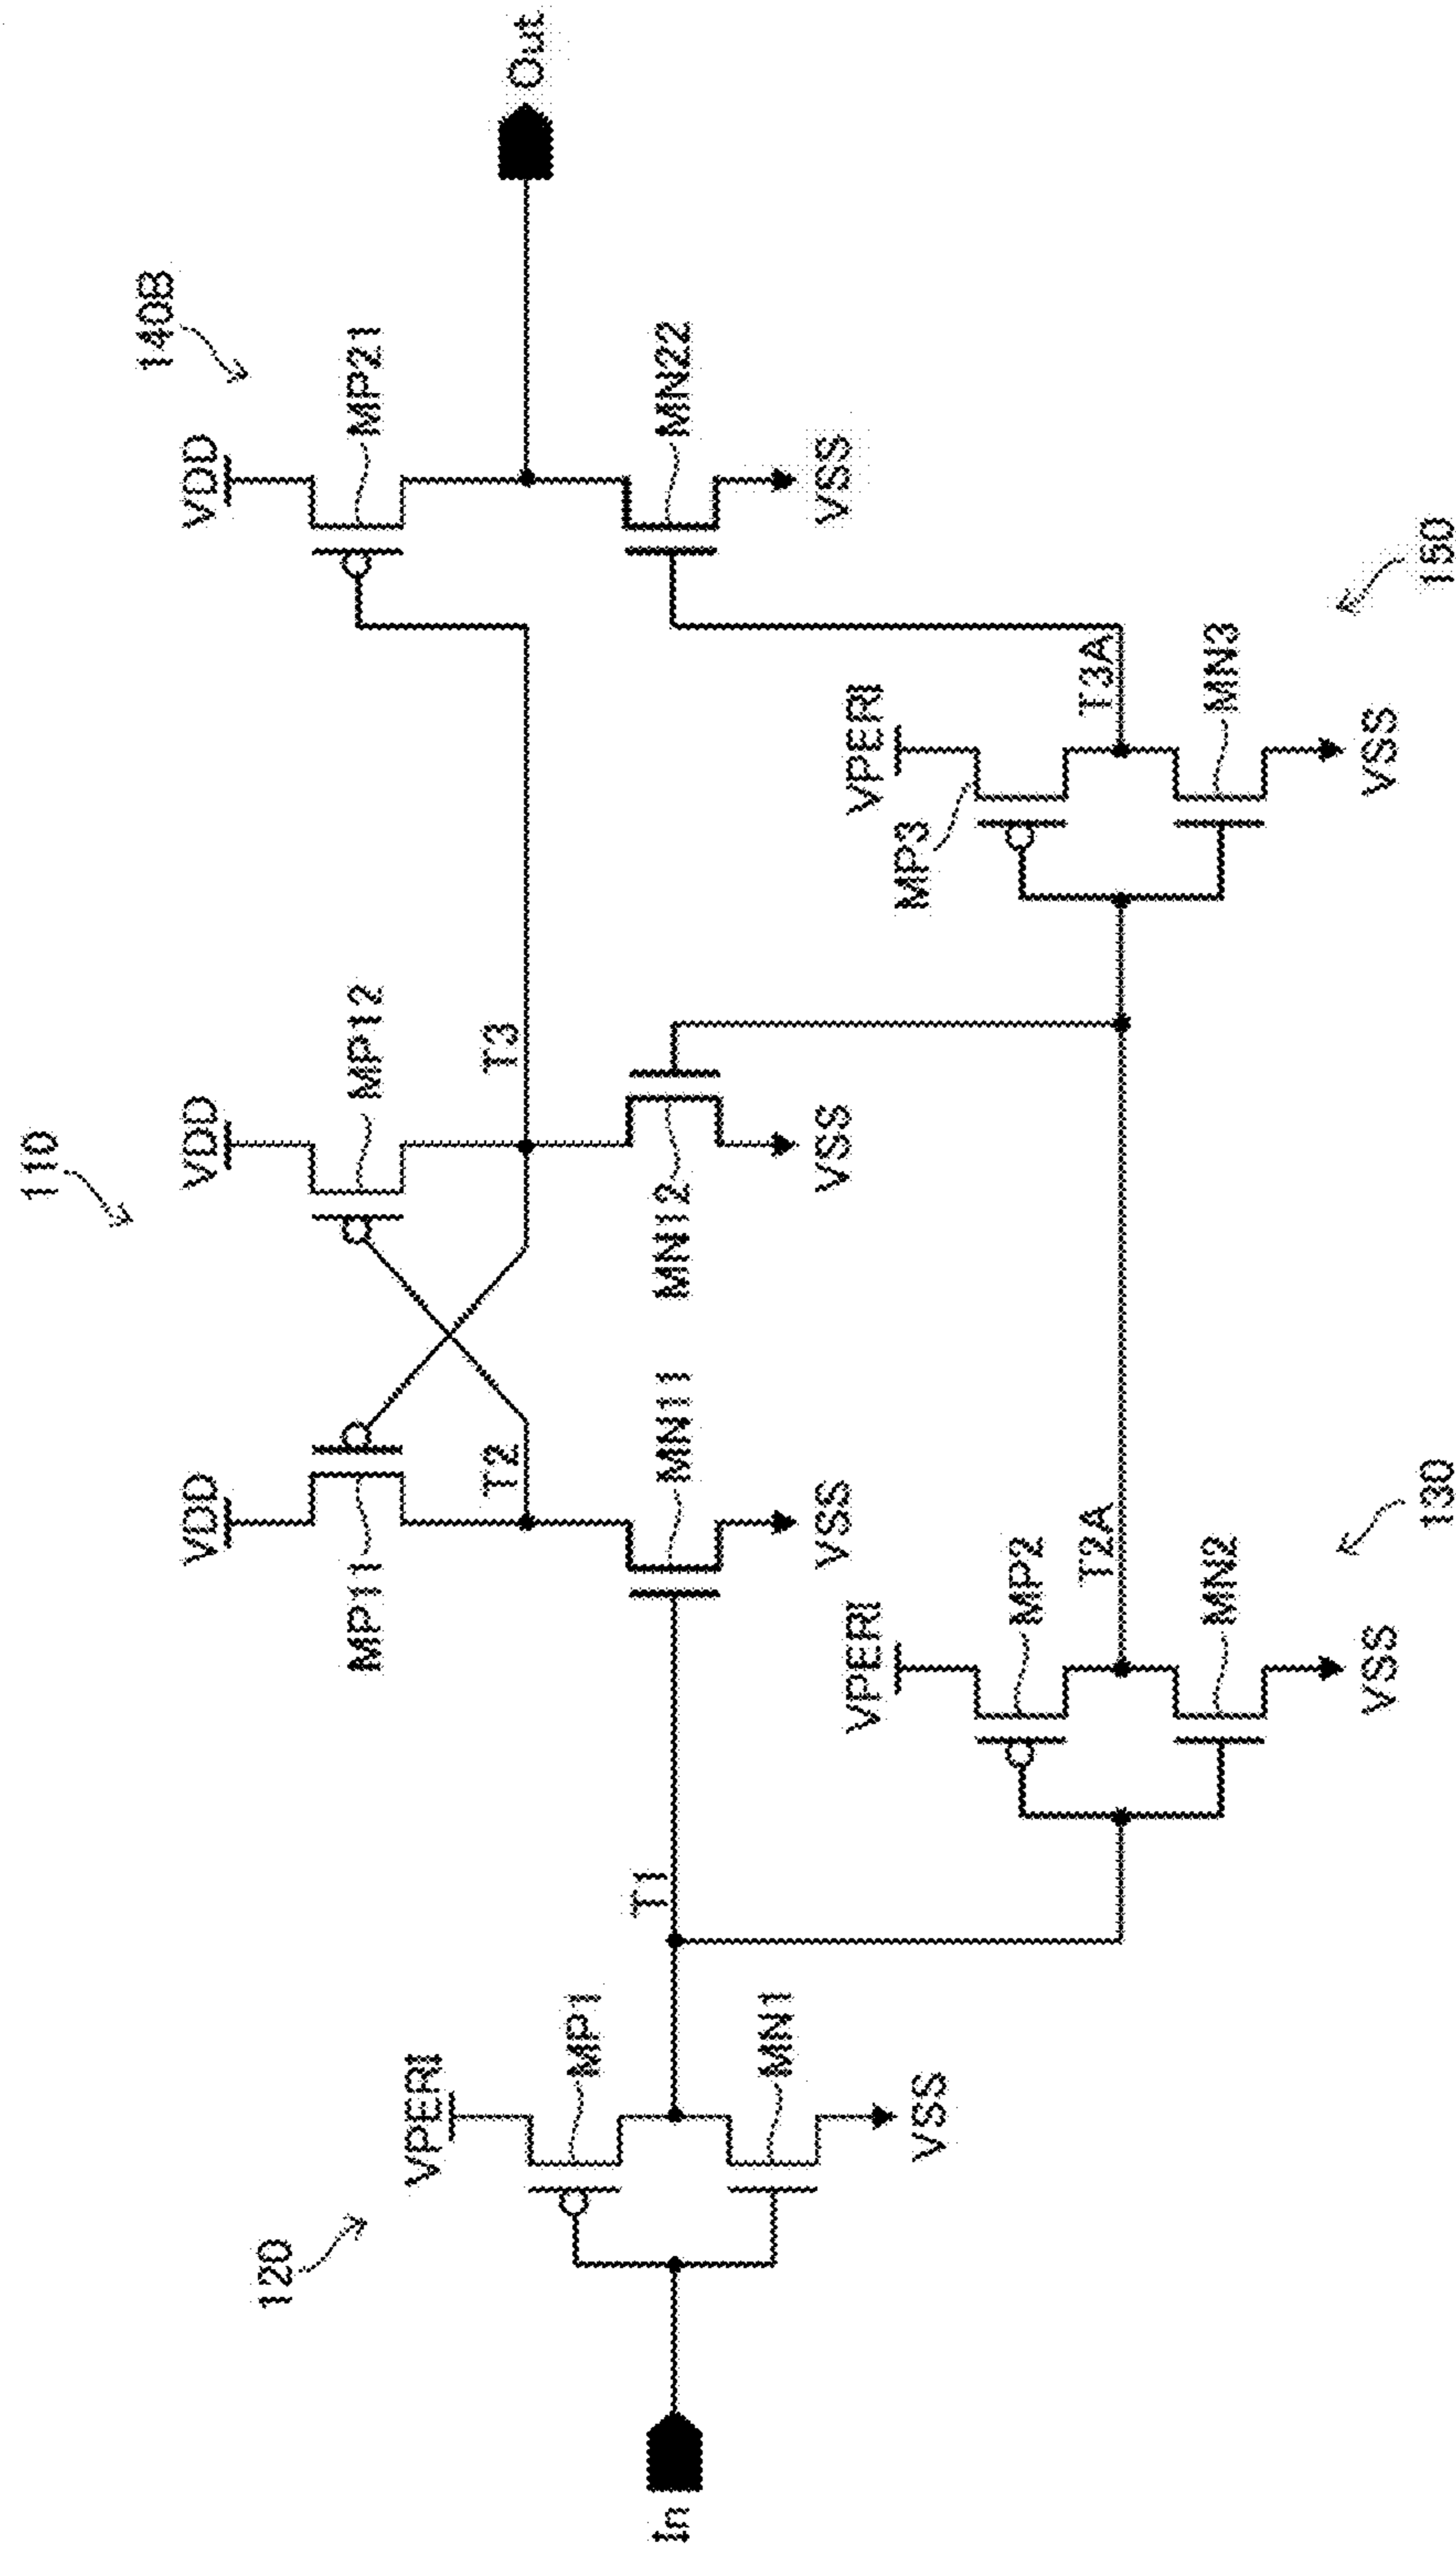 110
140B
VDD
VDD
VDD
MP11
MP12
MP21
T2
T3
Out
120
VPERI
MP1
T1
MN11
MN12
MN22
In
MN1
VSS
VSS
VSS
VSS
VPERI
VPERI
MP3
MP2
T2A
T3A
MN2
MN3
VSS
VSS
130
150